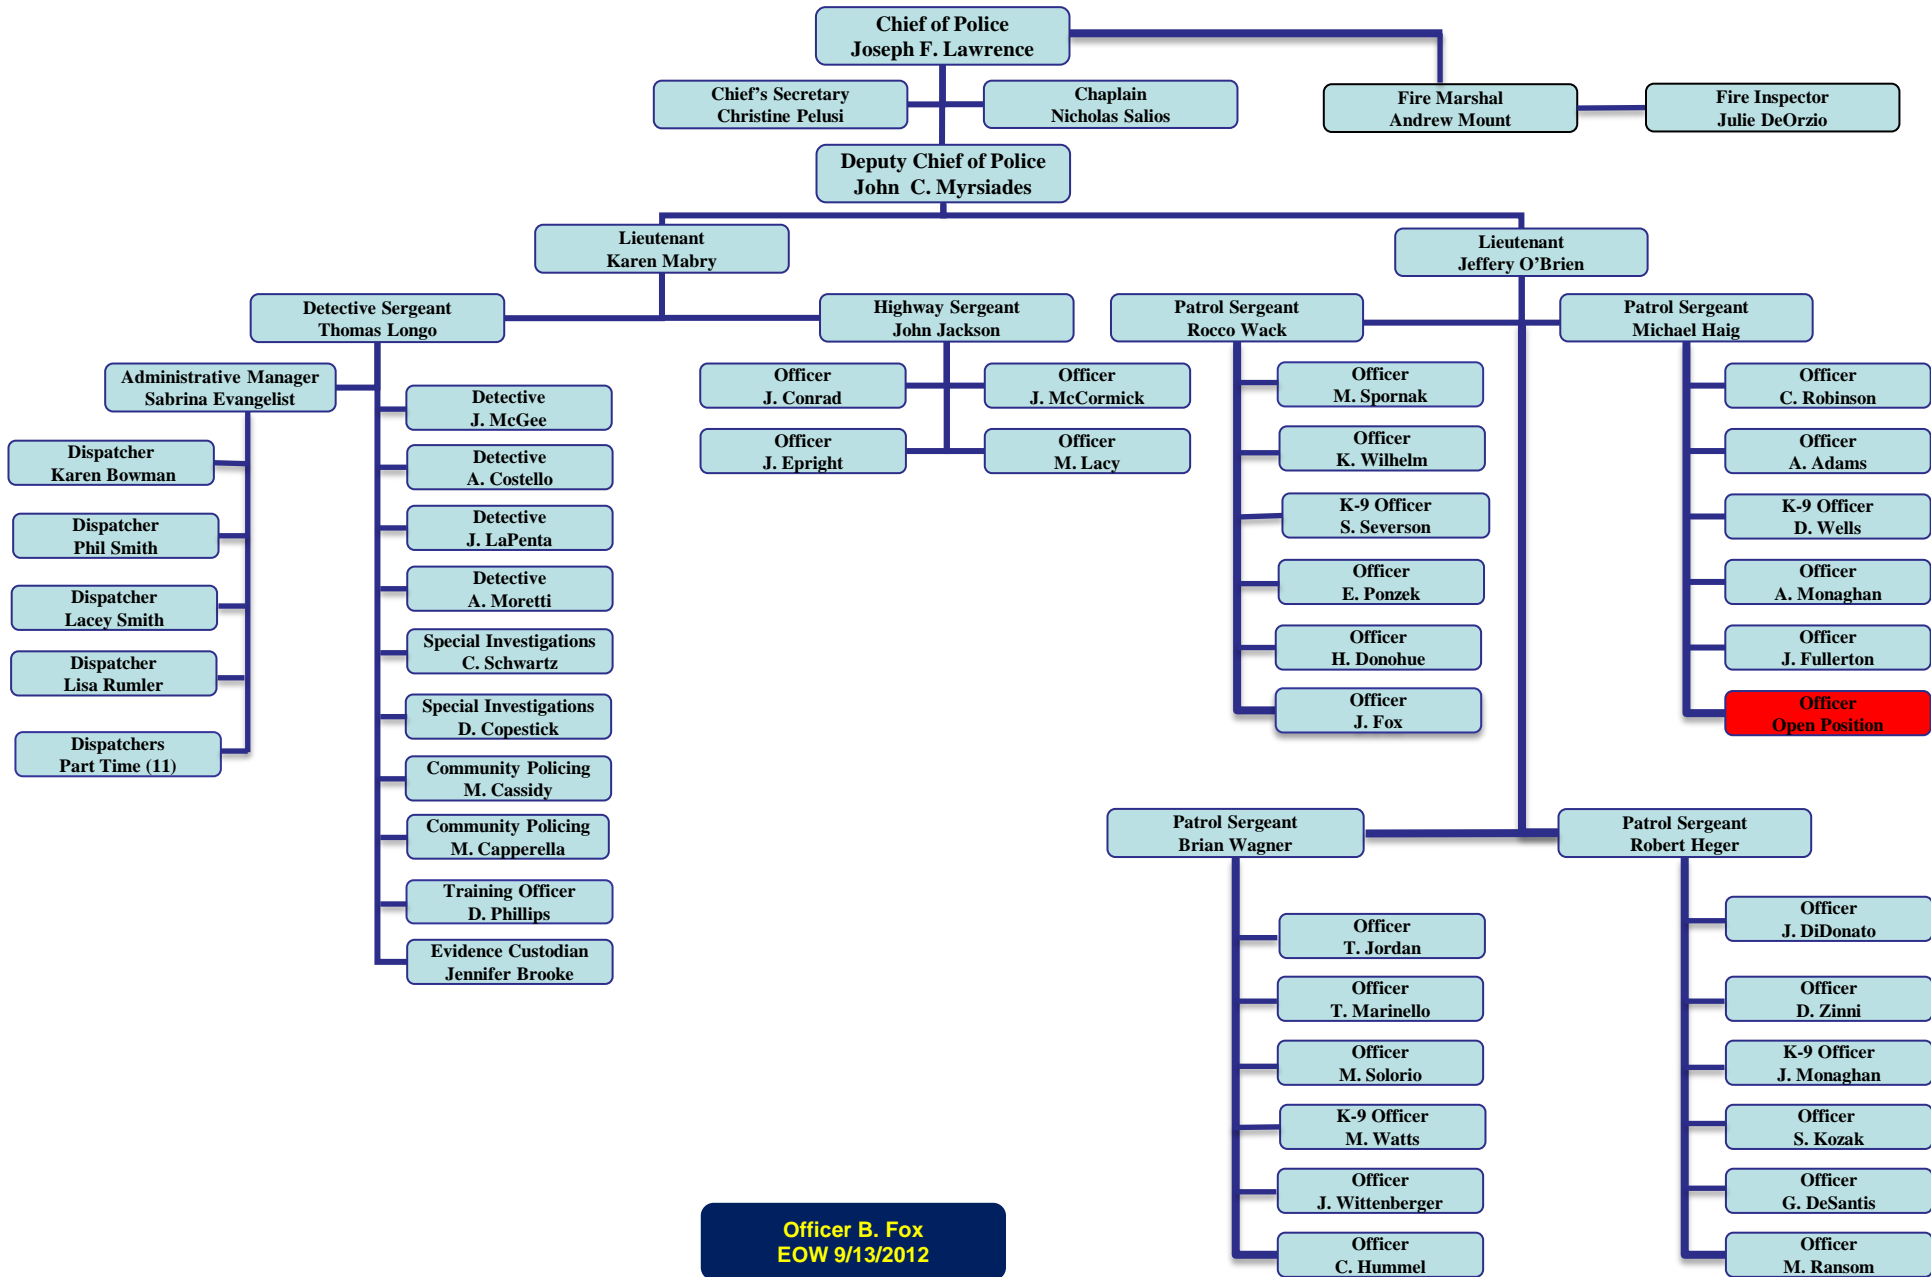 Chief of Police
Joseph F. Lawrence
Chief's Secretary
Christine Pelusi
Chaplain
Nicholas Salios
Fire Marshal
Andrew Mount
Fire Inspector
Julie DeOrzio
Deputy Chief of Police
John C. Myrsiades
Lieutenant
Karen Mabry
Lieutenant
Jeffery O'Brien
Detective Sergeant
Thomas Longo
Highway Sergeant
John Jackson
Patrol Sergeant
Rocco Wack
Patrol Sergeant
Michael Haig
Administrative Manager
Sabrina Evangelist
Dispatcher
Karen Bowman
Dispatcher
Phil Smith
Dispatcher
Lacey Smith
Dispatcher
Lisa Rumler
Dispatchers
Part Time (11)
Detective
J. McGee
Detective
A. Costello
Detective
J. LaPenta
Detective
A. Moretti
Special Investigations
C. Schwartz
Special Investigations
D. Copestick
Community Policing
M. Cassidy
Community Policing
M. Capperella
Training Officer
D. Phillips
Evidence Custodian
Jennifer Brooke
Officer
J. Conrad
Officer
J. McCormick
Officer
J. Epright
Officer
M. Lacy
Officer
M. Spornak
Officer
K. Wilhelm
K-9 Officer
S. Severson
Officer
E. Ponzek
Officer
H. Donohue
Officer
J. Fox
Officer
C. Robinson
Officer
A. Adams
K-9 Officer
D. Wells
Officer
A. Monaghan
Officer
J. Fullerton
Officer
Open Position
Patrol Sergeant
Brian Wagner
Patrol Sergeant
Robert Heger
Officer
T. Jordan
Officer
T. Marinello
Officer
M. Solorio
K-9 Officer
M. Watts
Officer
J. Wittenberger
Officer
C. Hummel
Officer
J. DiDonato
Officer
D. Zinni
K-9 Officer
J. Monaghan
Officer
S. Kozak
Officer
G. DeSantis
Officer
M. Ransom
Officer B. Fox
EOW 9/13/2012